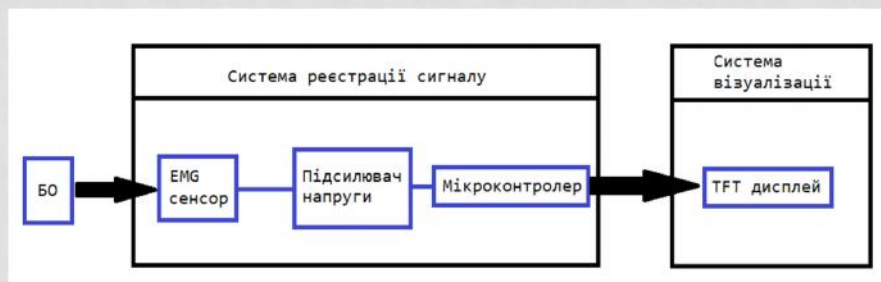 Система реєстрації сигналу
Система
візуалізації
БО
EMG
сенсор
Підсилювач
напруги
Мікроконтролер
TFT дисплей